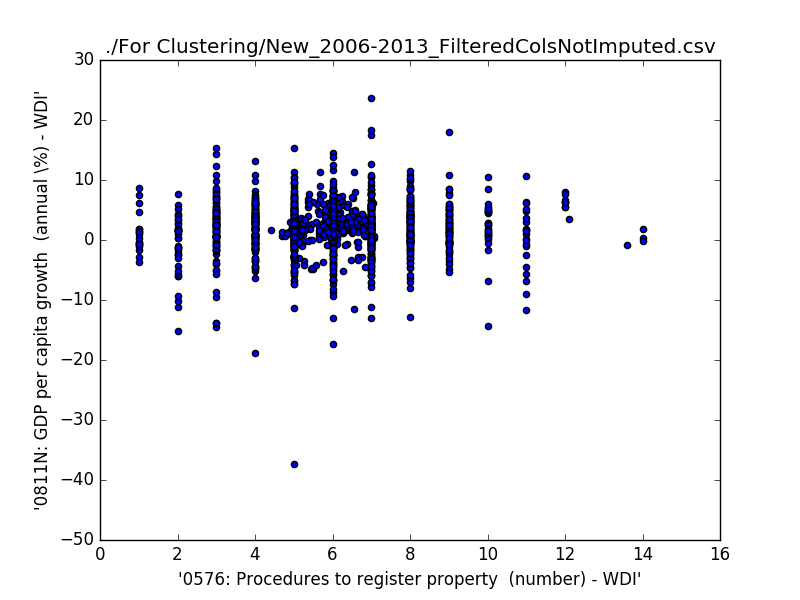 ./For Clustering/New_2006-2013_FilteredColsNotImputed.csv
30
20
10
0
−10
−20
−30
−40
−50
'0811N: GDP per capita growth  (annual \%) - WDI'
0 2 4 6 8 10 12 14 16
'0576: Procedures to register property  (number) - WDI'